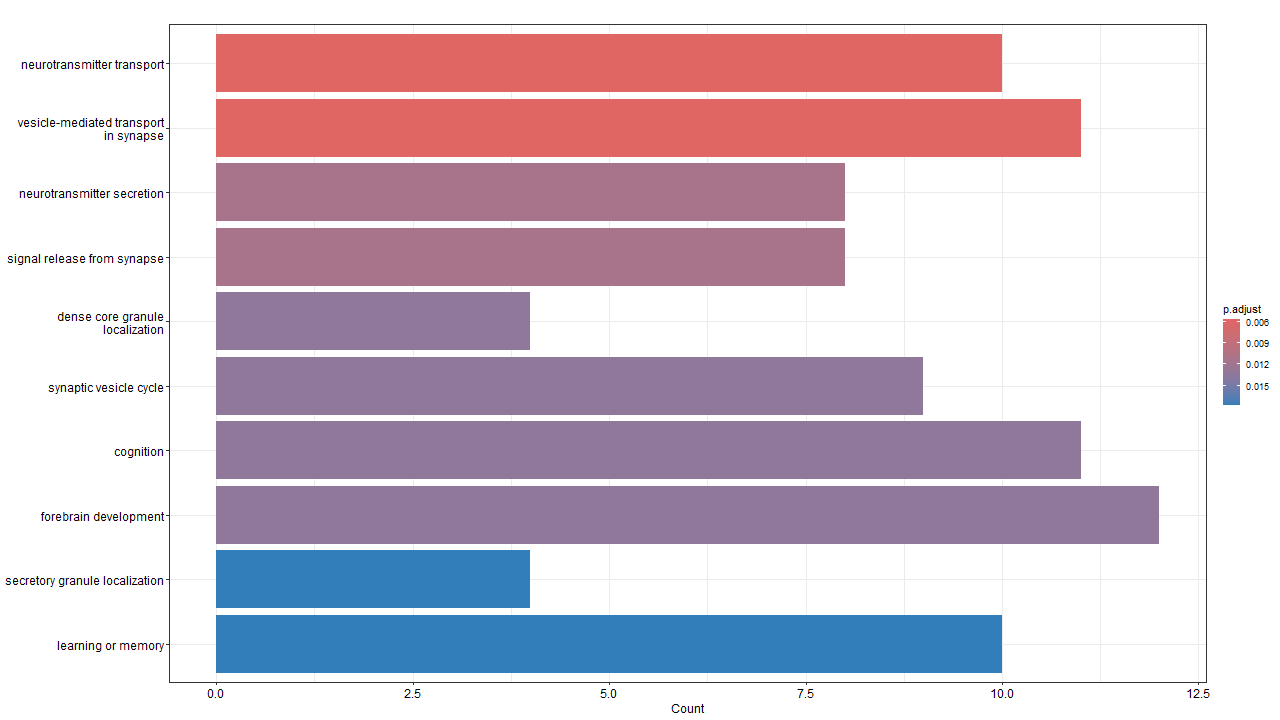 neurotransmitter transport
vesicle-mediated transport
in synapse
neurotransmitter secretion
signal release from synapse
dense core granule
localization
synaptic vesicle cycle
cognition
forebrain development
secretory granule localization
learning or memory
0.0 2.5 5.0 7.5 10.0 12.5
Count
p.adjust
0.006
0.009
0.012
0.015